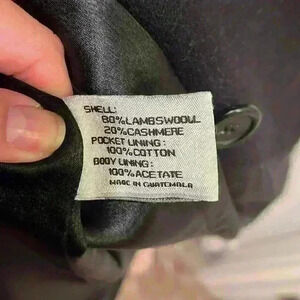 SHELL:
80%LAMBSWOOL
20%CASHMERE
POCKET LINING:
100%COTTON
BODY LINING:
100%ACETATE
MADE IN GUATEMALA